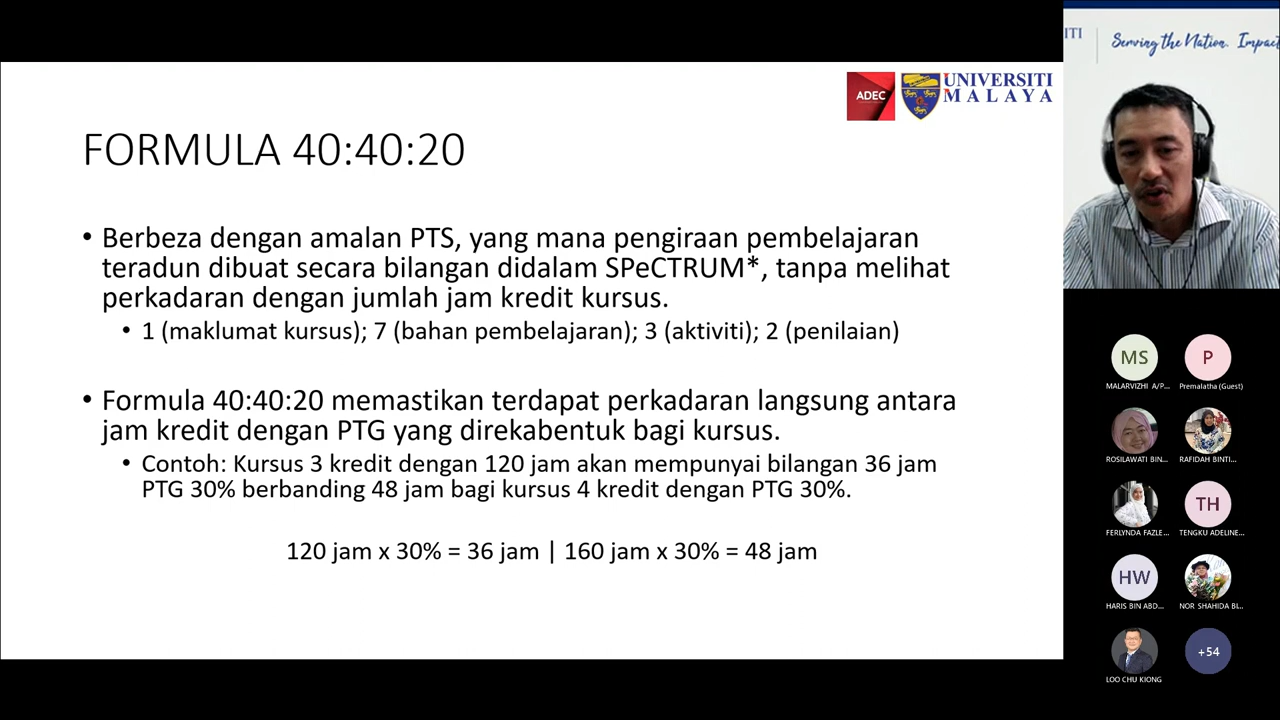 ITI
Serving the Nation. Impact
ADEC
UNIVERSITI
MALAYA
FORMULA 40:40:20
• Berbeza dengan amalan PTS, yang mana pengiraan pembelajaran
teradun dibuat secara bilangan didalam SPeCTRUM*, tanpa melihat
perkadaran dengan jumlah jam kredit kursus.
• 1 (maklumat kursus); 7 (bahan pembelajaran); 3 (aktiviti); 2 (penilaian)
• Formula 40:40:20 memastikan terdapat perkadaran langsung antara
jam kredit dengan PTG yang direkabentuk bagi kursus.
• Contoh: Kursus 3 kredit dengan 120 jam akan mempunyai bilangan 36 jam
PTG 30% berbanding 48 jam bagi kursus 4 kredit dengan PTG 30%.
120 jam x 30% = 36 jam | 160 jam x 30% = 48 jam
MS
P
MALARVIZHI A/P...
Premalatha (Guest)
ROSILAWATI BIN...
RAFIDAH BINTI...
TH
FERLYNDA FAZLE...
TENGKU ADELINE...
HW
HARIS BIN ABD...
NOR SHAHIDA BI...
+54
LOO CHU KIONG